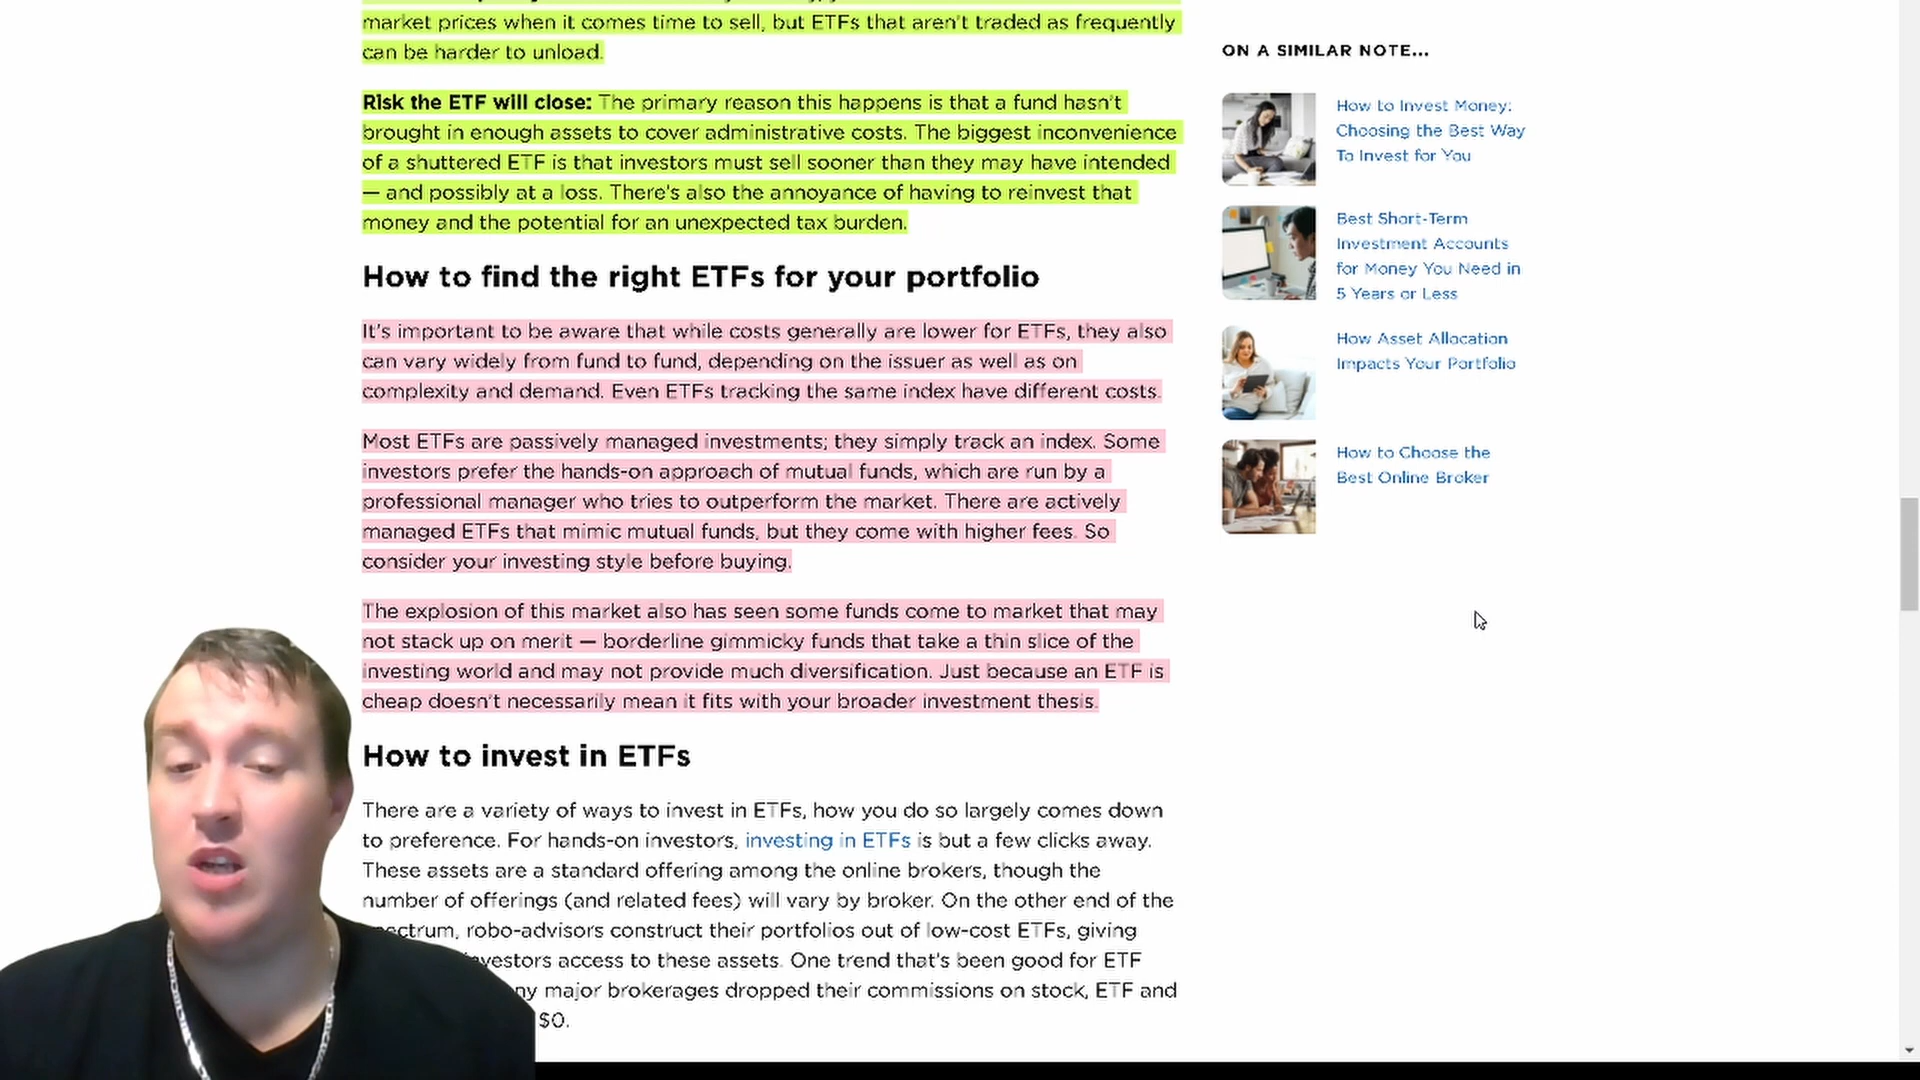 market prices when it comes time to sell, but ETFs that aren't traded as frequently
can be harder to unload.
Risk the ETF will close: The primary reason this happens is that a fund hasn't
brought in enough assets to cover administrative costs. The biggest inconvenience
of a shuttered ETF is that investors must sell sooner than they may have intended
— and possibly at a loss. There's also the annoyance of having to reinvest that
money and the potential for an unexpected tax burden.
How to find the right ETFs for your portfolio
It's important to be aware that while costs generally are lower for ETFs, they also
can vary widely from fund to fund, depending on the issuer as well as on
complexity and demand. Even ETFs tracking the same index have different costs.
Most ETFs are passively managed investments; they simply track an index. Some
investors prefer the hands-on approach of mutual funds, which are run by a
professional manager who tries to outperform the market. There are actively
managed ETFs that mimic mutual funds, but they come with higher fees. So
consider your investing style before buying.
The explosion of this market also has seen some funds come to market that may
not stack up on merit — borderline gimmicky funds that take a thin slice of the
investing world and may not provide much diversification. Just because an ETF is
cheap doesn't necessarily mean it fits with your broader investment thesis.
How to invest in ETFs
There are a variety of ways to invest in ETFs, how you do so largely comes down
to preference. For hands-on investors, investing in ETFs is but a few clicks away.
These assets are a standard offering among the online brokers, though the
number of offerings (and related fees) will vary by broker. On the other end of the
robo-advisors construct their portfolios out of low-cost ETFs, giving
access to these assets. One trend that's been good for ETF
major brokerages dropped their commissions on stock, ETF and
$0.
ON A SIMILAR NOTE...
How to Invest Money:
Choosing the Best Way
To Invest for You
Best Short-Term
Investment Accounts
for Money You Need in
5 Years or Less
How Asset Allocation
Impacts Your Portfolio
How to Choose the
Best Online Broker